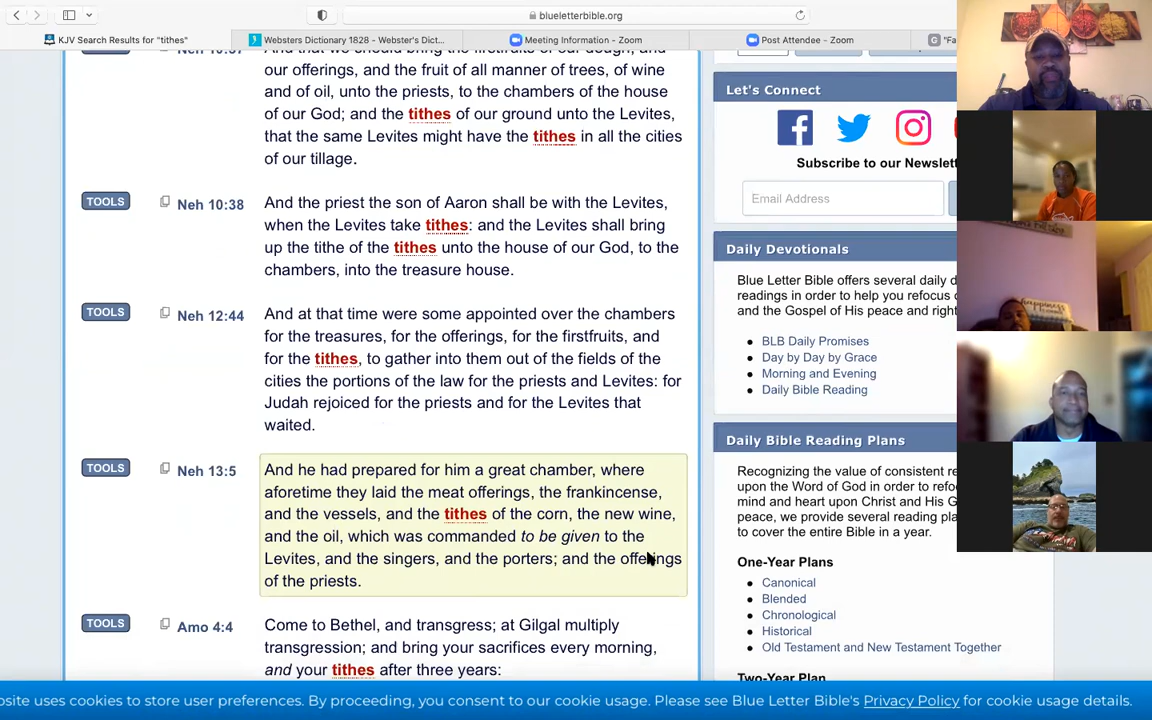 blueletterbible.org
KJV Search Results for "tithes"
Websters Dictionary 1828 - Webster's Dict...
Meeting Information - Zoom
Post Attendee - Zoom
"Fa
Neh 10:37
And that we should bring the firstfruits of our dough, and
our offerings, and the fruit of all manner of trees, of wine
and of oil, unto the priests, to the chambers of the house
of our God; and the tithes of our ground unto the Levites,
that the same Levites might have the tithes in all the cities
of our tillage.
TOOLS
Neh 10:38
And the priest the son of Aaron shall be with the Levites,
when the Levites take tithes: and the Levites shall bring
up the tithe of the tithes unto the house of our God, to the
chambers, into the treasure house.
TOOLS
Neh 12:44
And at that time were some appointed over the chambers
for the treasures, for the offerings, for the firstfruits, and
for the tithes, to gather into them out of the fields of the
cities the portions of the law for the priests and Levites: for
Judah rejoiced for the priests and for the Levites that
waited.
TOOLS
Neh 13:5
And he had prepared for him a great chamber, where
aforetime they laid the meat offerings, the frankincense,
and the vessels, and the tithes of the corn, the new wine,
and the oil, which was commanded to be given to the
Levites, and the singers, and the porters; and the offerings
of the priests.
TOOLS
Amo 4:4
Come to Bethel, and transgress; at Gilgal multiply
transgression; and bring your sacrifices every morning,
and your tithes after three years:
Let's Connect
Subscribe to our Newslett
Email Address
Daily Devotionals
Blue Letter Bible offers several daily d
readings in order to help you refocus
and the Gospel of His peace and right
BLB Daily Promises
Day by Day by Grace
Morning and Evening
Daily Bible Reading
Daily Bible Reading Plans
Recognizing the value of consistent re
upon the Word of God in order to refo
mind and heart upon Christ and His G
peace, we provide several reading pla
to cover the entire Bible in a year.
One-Year Plans
Canonical
Blended
Chronological
Historical
Old Testament and New Testament Together
Two-Year Plan
osite uses cookies to store user preferences. By proceeding, you consent to our cookie usage. Please see Blue Letter Bible's Privacy Policy for cookie usage details.
happiness